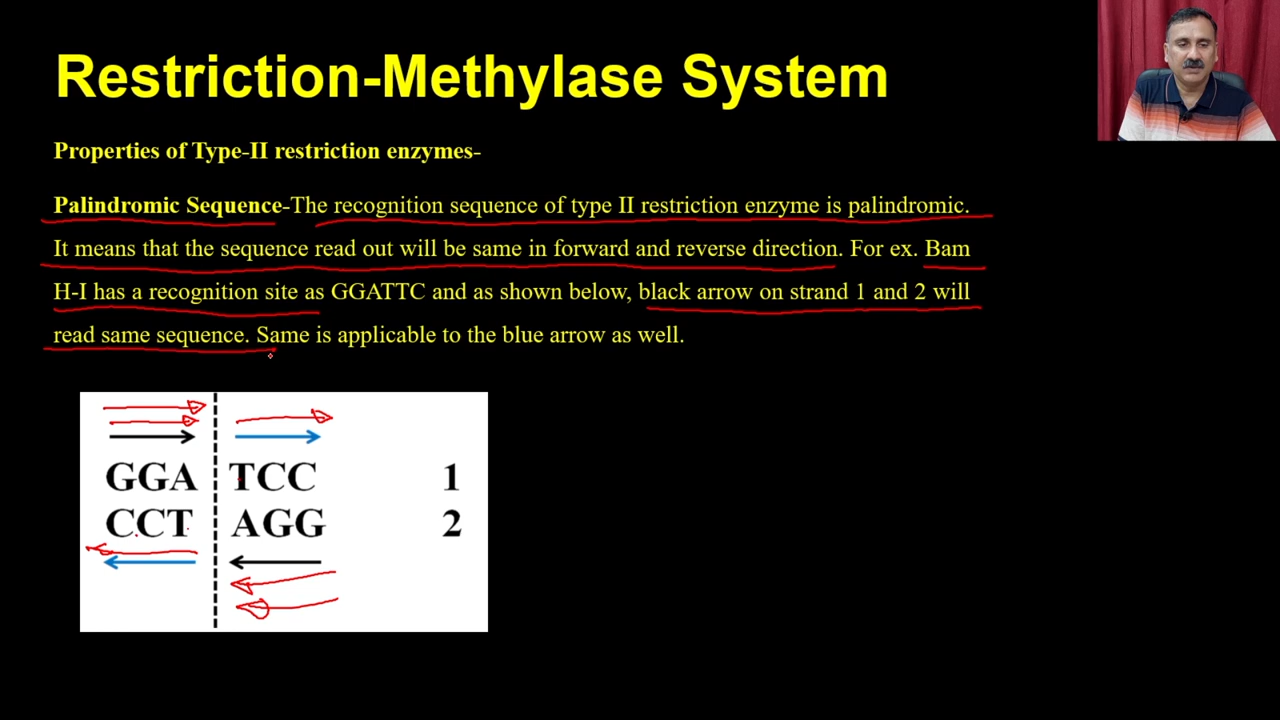 Restriction-Methylase System
Properties of Type-II restriction enzymes-
Palindromic Sequence-The recognition sequence of type II restriction enzyme is palindromic.
It means that the sequence read out will be same in forward and reverse direction. For ex. Bam
H-I has a recognition site as GGATTC and as shown below, black arrow on strand 1 and 2 will
read same sequence. Same is applicable to the blue arrow as well.
GGA TCC 1
CCT AGG 2